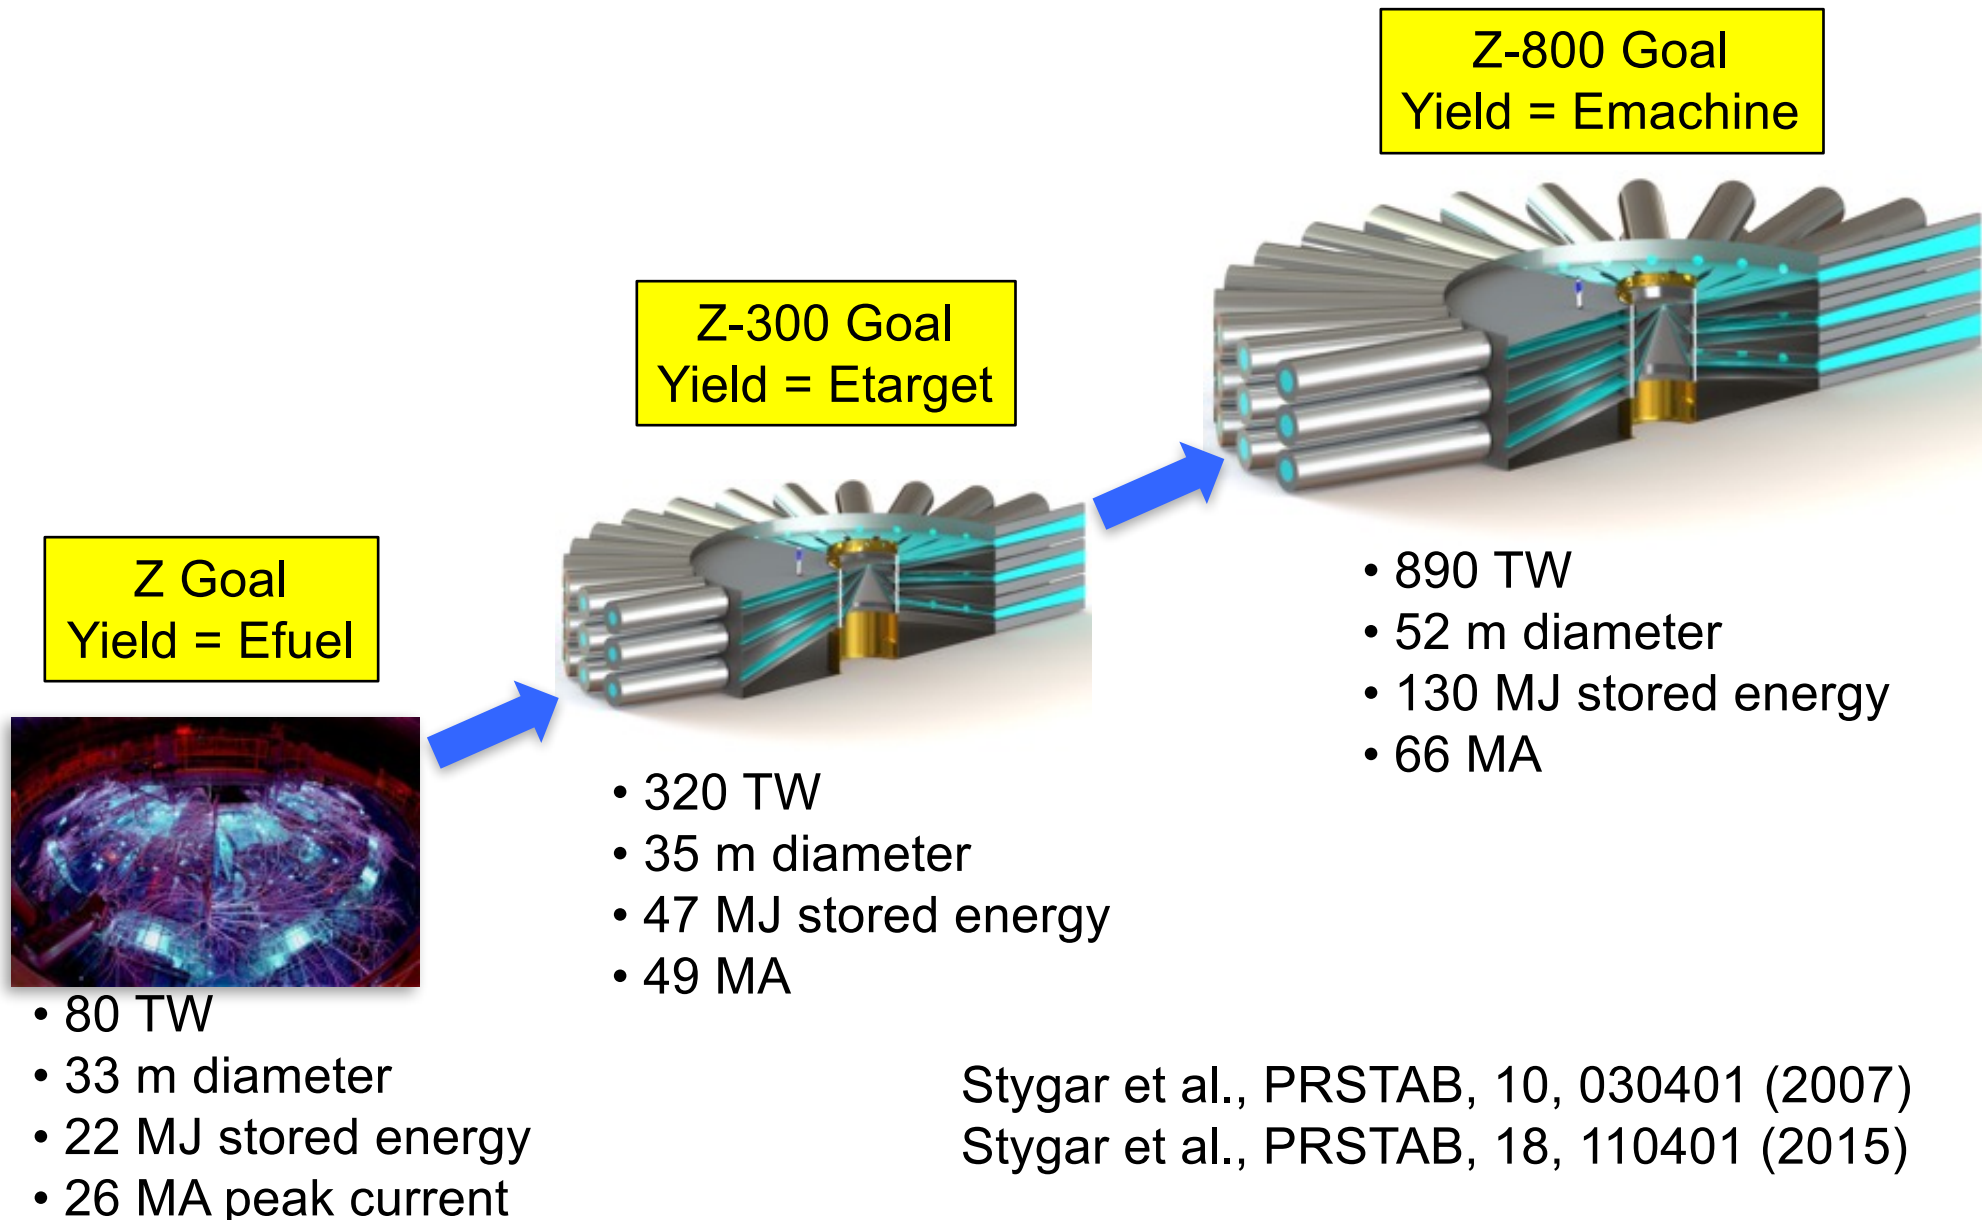 Z-800 Goal
Yield = Emachine
Z-300 Goal
Yield = Etarget
Z Goal
Yield = Efuel
• 890 TW
• 52 m diameter
• 130 MJ stored energy
• 66 MA
• 320 TW
• 35 m diameter
• 47 MJ stored energy
• 49 MA
• 80 TW
• 33 m diameter
• 22 MJ stored energy
• 26 MA peak current
Stygar et al., PRSTAB, 10, 030401 (2007)
Stygar et al., PRSTAB, 18, 110401 (2015)